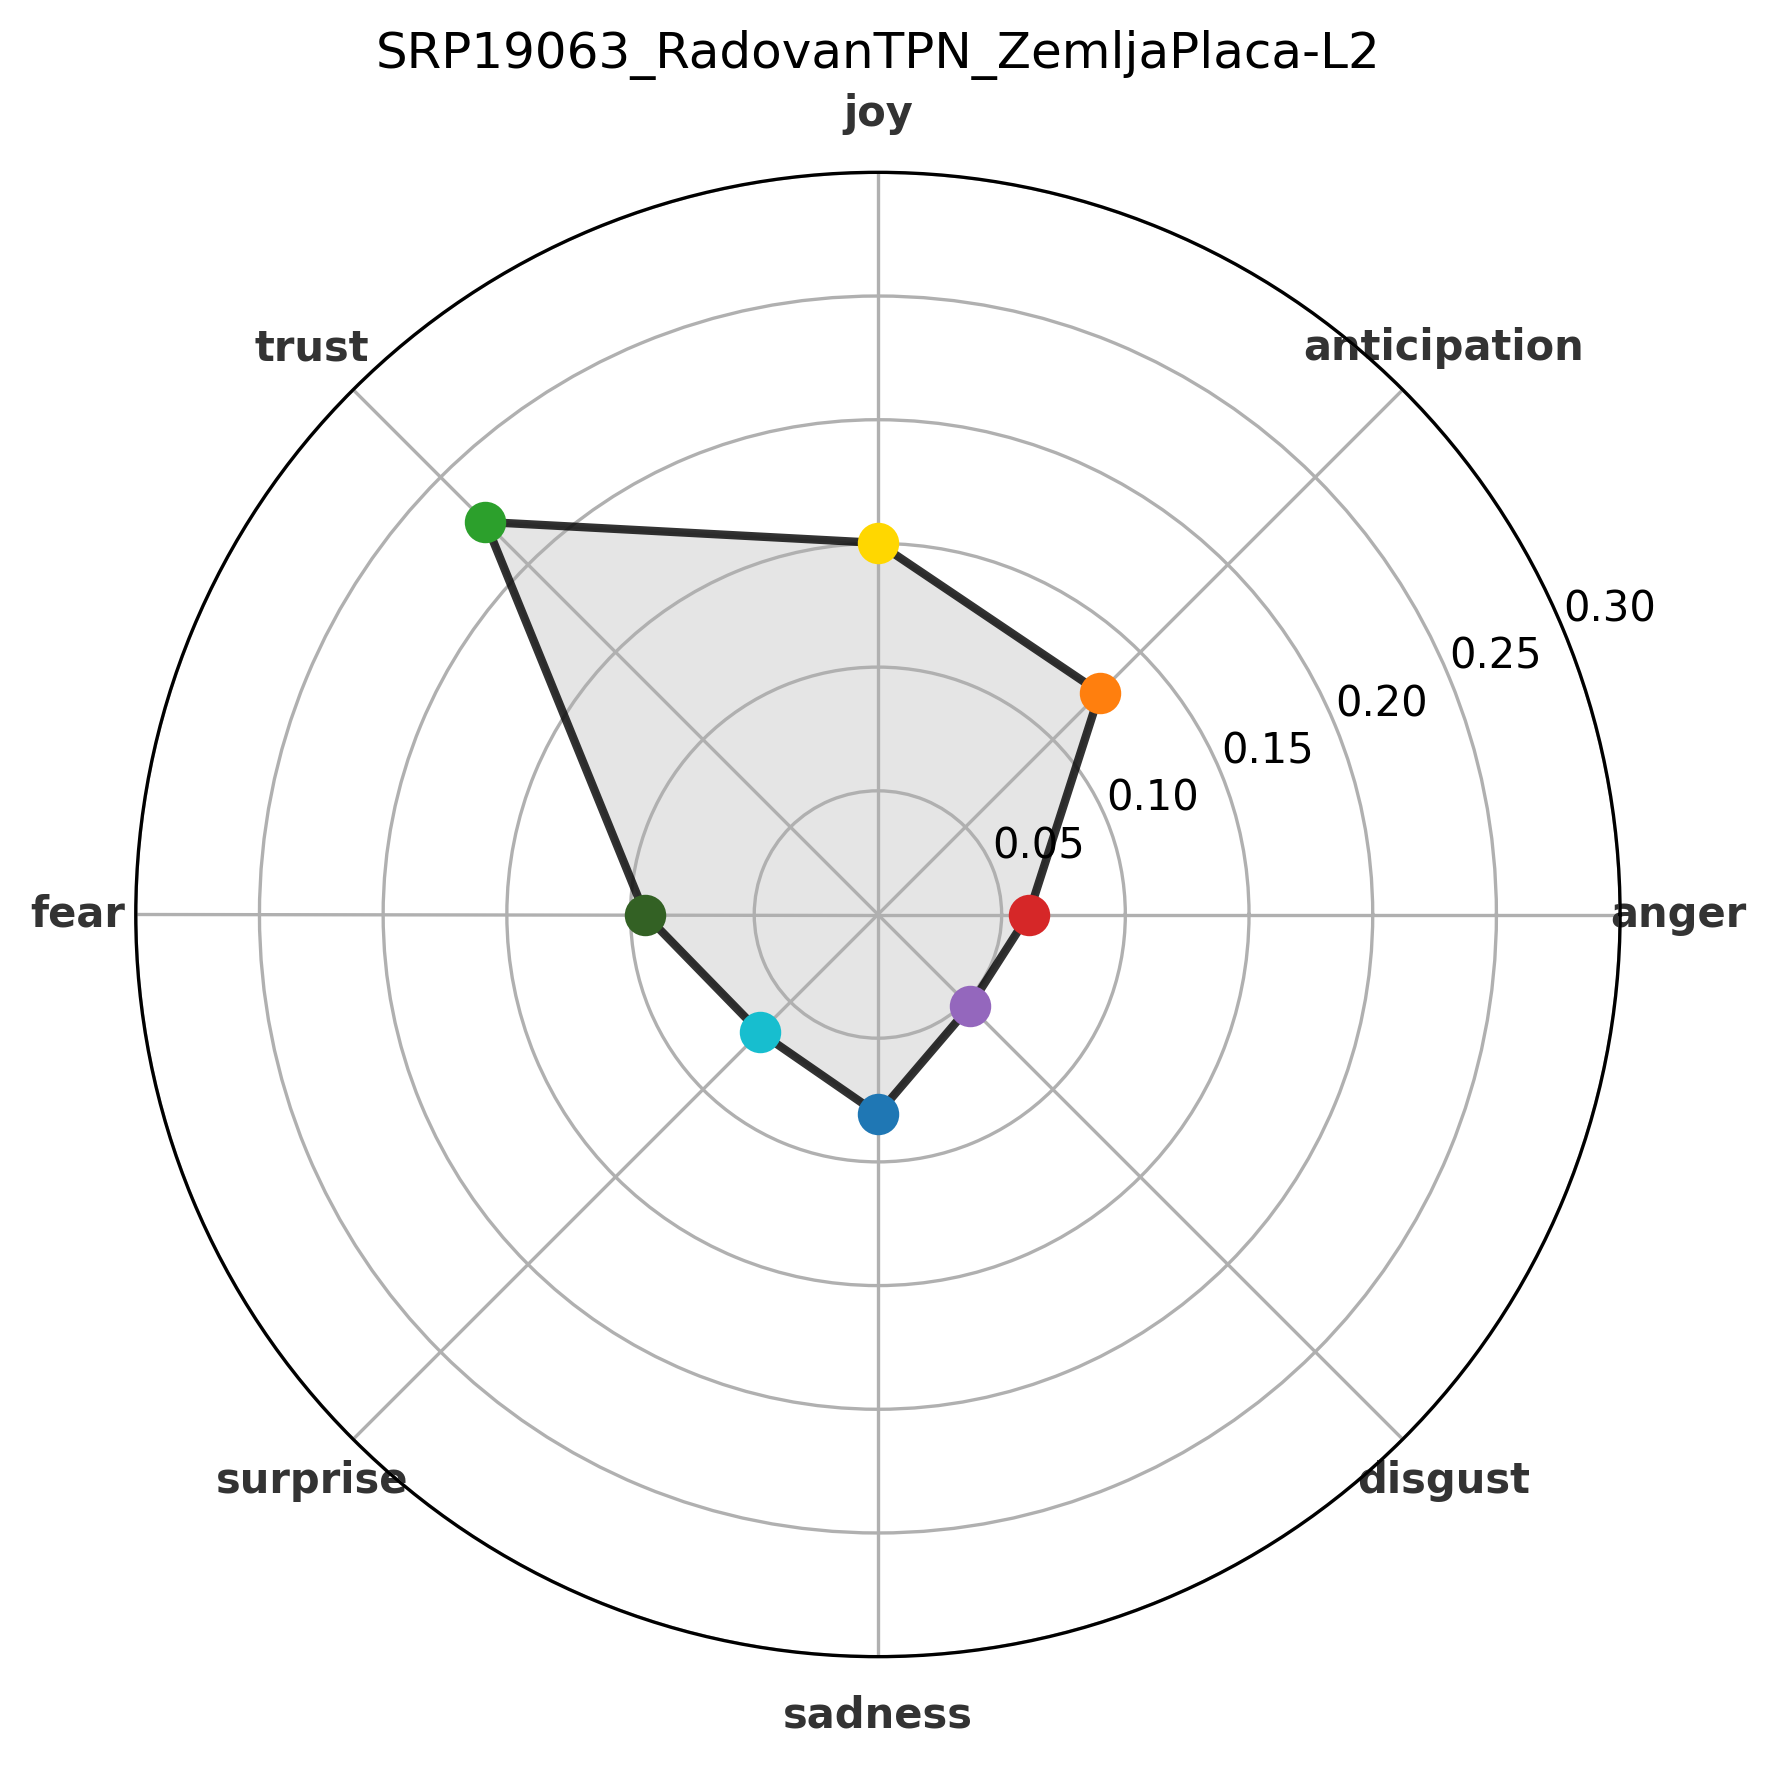 SRP19063_RadovanTPN_ZemljaPlaca-L2
joy
trust
anticipation
0.30
0.25
0.20
0.15
0.10
0.05
fear
anger
surprise
disgust
sadness